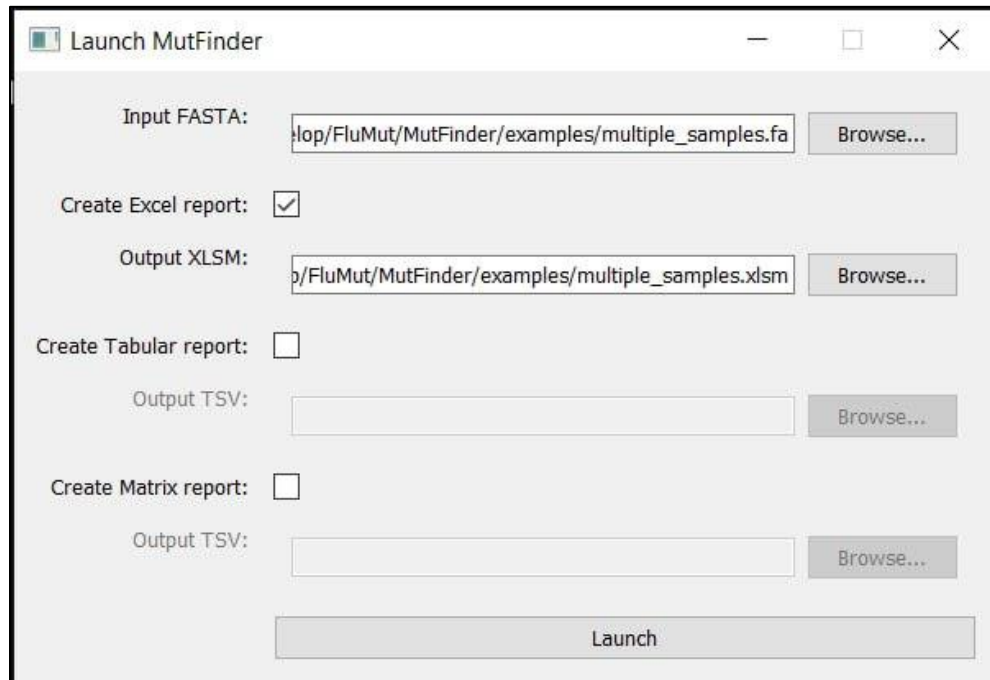 Launch MutFinder
Input FASTA: elop/FluMut/MutFinder/examples/multiple_samples.fa Browse...
Create Excel report:
Output XLSM: p/FluMut/MutFinder/examples/multiple_samples.xlsm Browse...
Create Tabular report:
Output TSV: Browse...
Create Matrix report:
Output TSV: Browse...
Launch